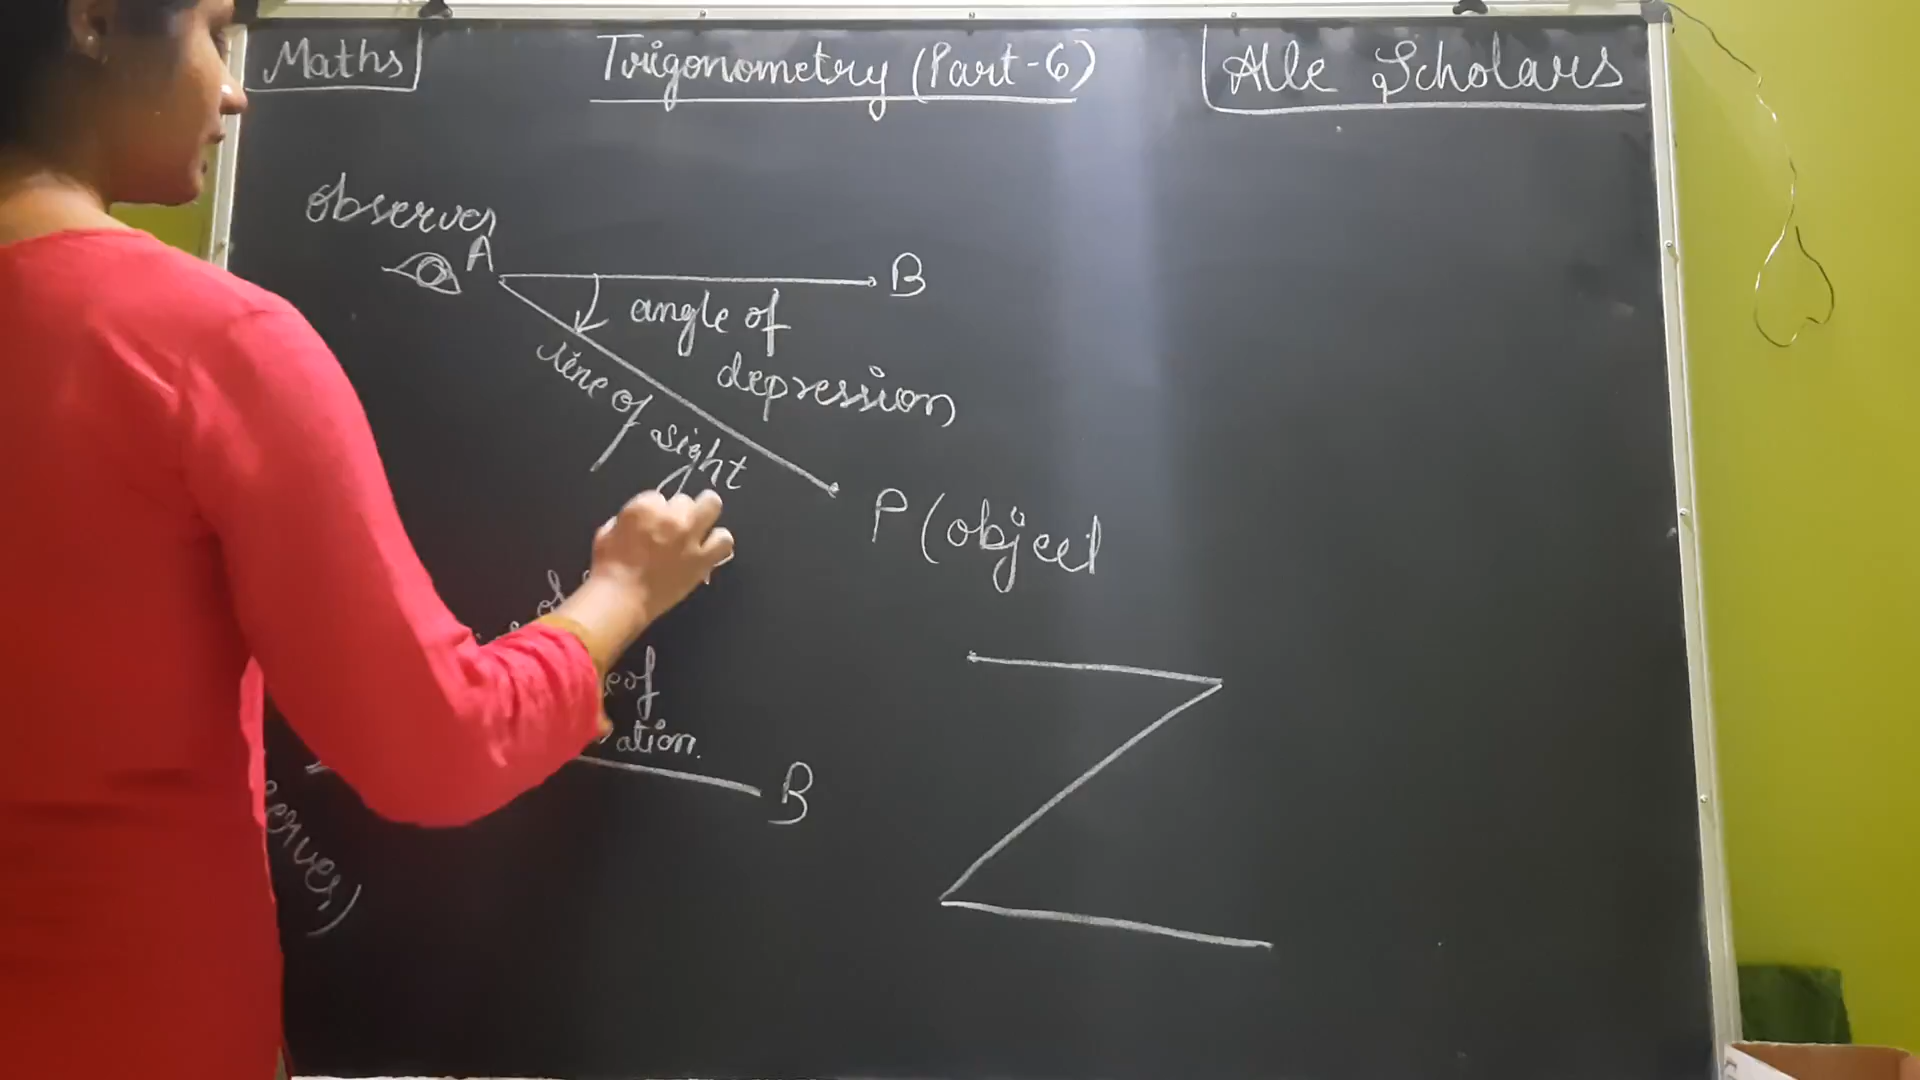 Maths
Trigonometry (Part-6)
Alle Scholars
observer
A
B
angle of
depression
line of sight
P (object
of
ation.
B
erver)